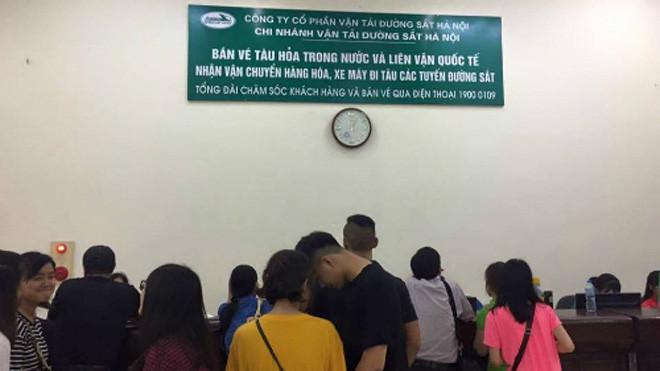 CÔNG TY CỔ PHẦN VẬN TẢI ĐƯỜNG SẮT HÀ NỘI
CHI NHÁNH VẬN TẢI ĐƯỜNG SẮT HÀ NỘI
BÁN VÉ TÀU HỎA TRONG NƯỚC VÀ LIÊN VẬN QUỐC TẾ
NHẬN VẬN CHUYỂN HÀNG HÓA, XE MÁY ĐI TÀU CÁC TUYẾN ĐƯỜNG SẮT
TỔNG ĐÀI CHĂM SÓC KHÁCH HÀNG VÀ BÁN VÉ QUA ĐIỆN THOẠI 1900 0109